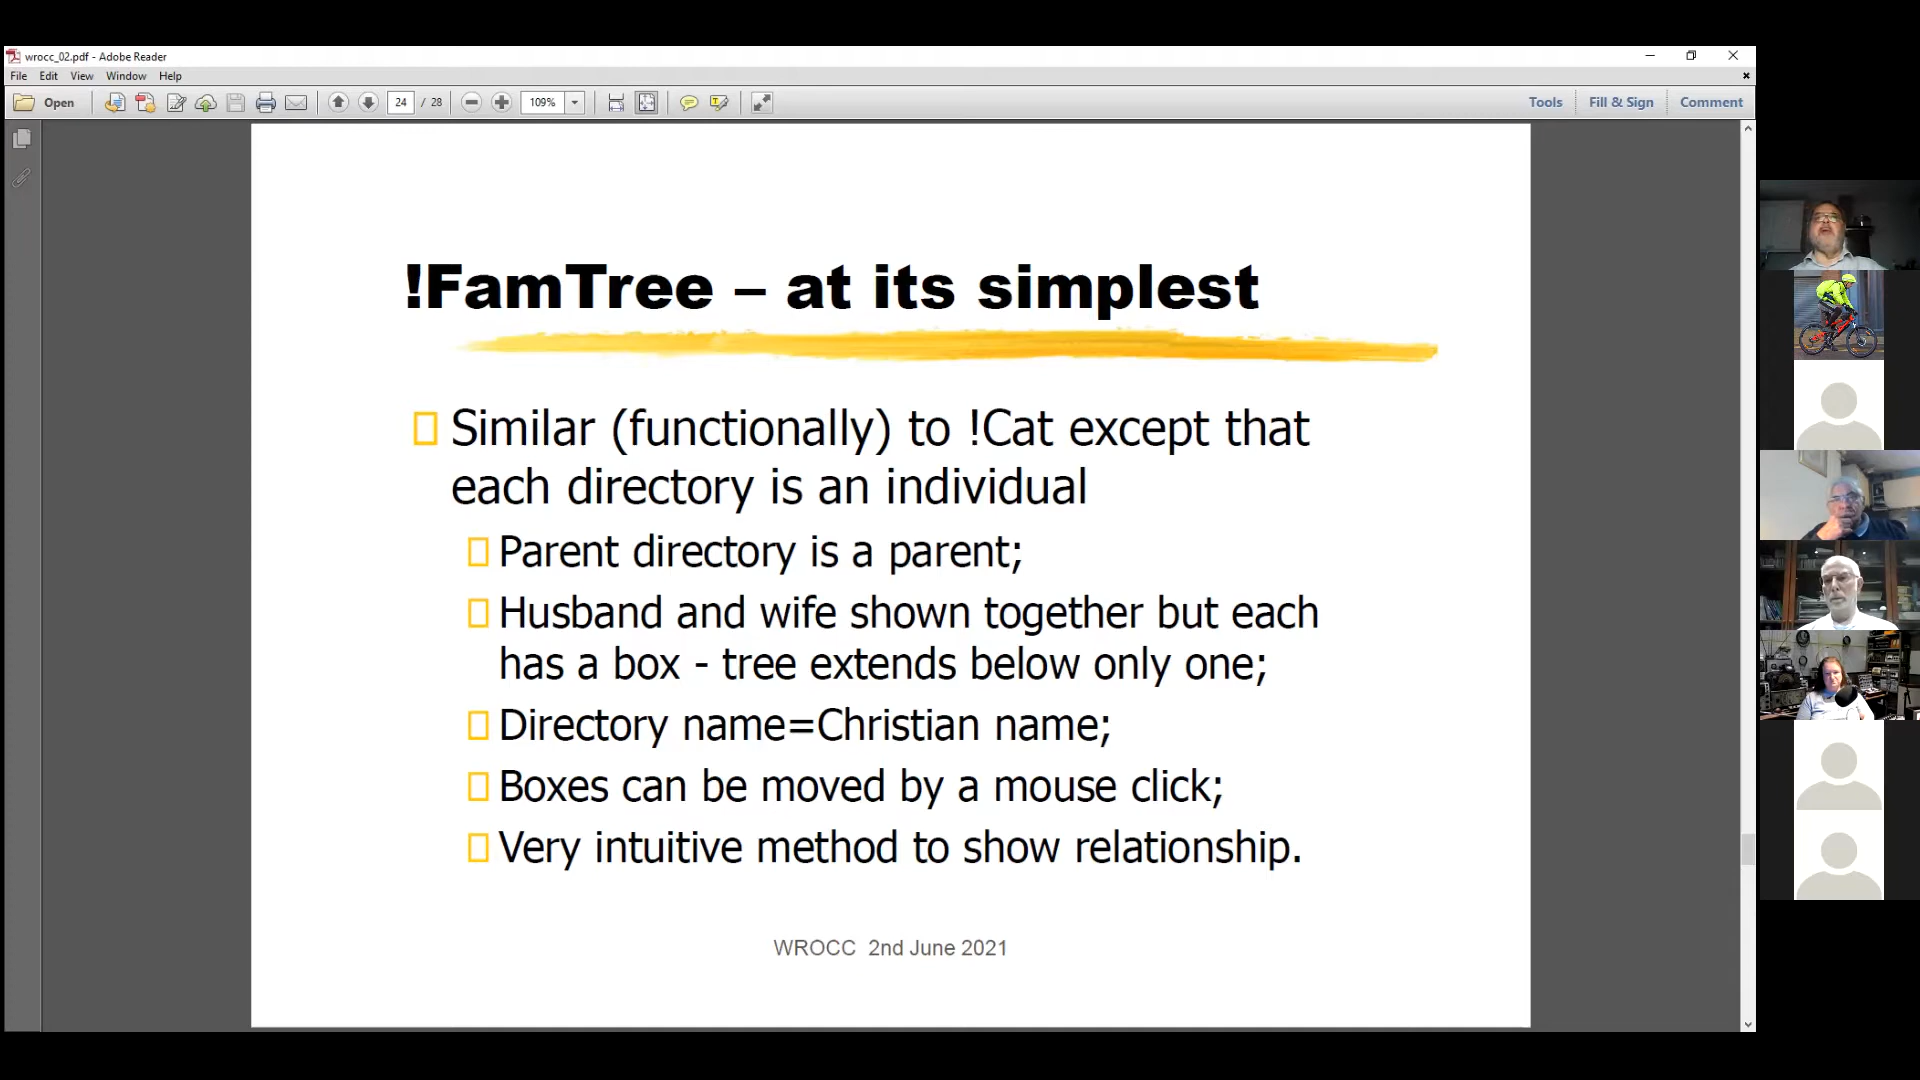 wrocc_02.pdf - Adobe Reader
File Edit View Window Help
Open 24 / 28 109% Tools Fill & Sign Comment
!FamTree – at its simplest
Similar (functionally) to !Cat except that
each directory is an individual
Parent directory is a parent;
Husband and wife shown together but each
has a box - tree extends below only one;
Directory name=Christian name;
Boxes can be moved by a mouse click;
Very intuitive method to show relationship.
WROCC 2nd June 2021